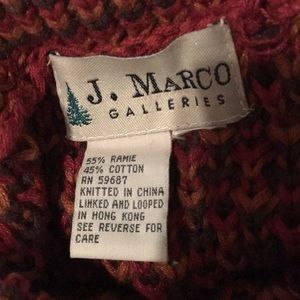 J. MARCO
GALLERIES
55% RAMIE
45% COTTON
RN 59687
KNITTED IN CHINA
LINKED AND LOOPED
IN HONG KONG
SEE REVERSE FOR
CARE